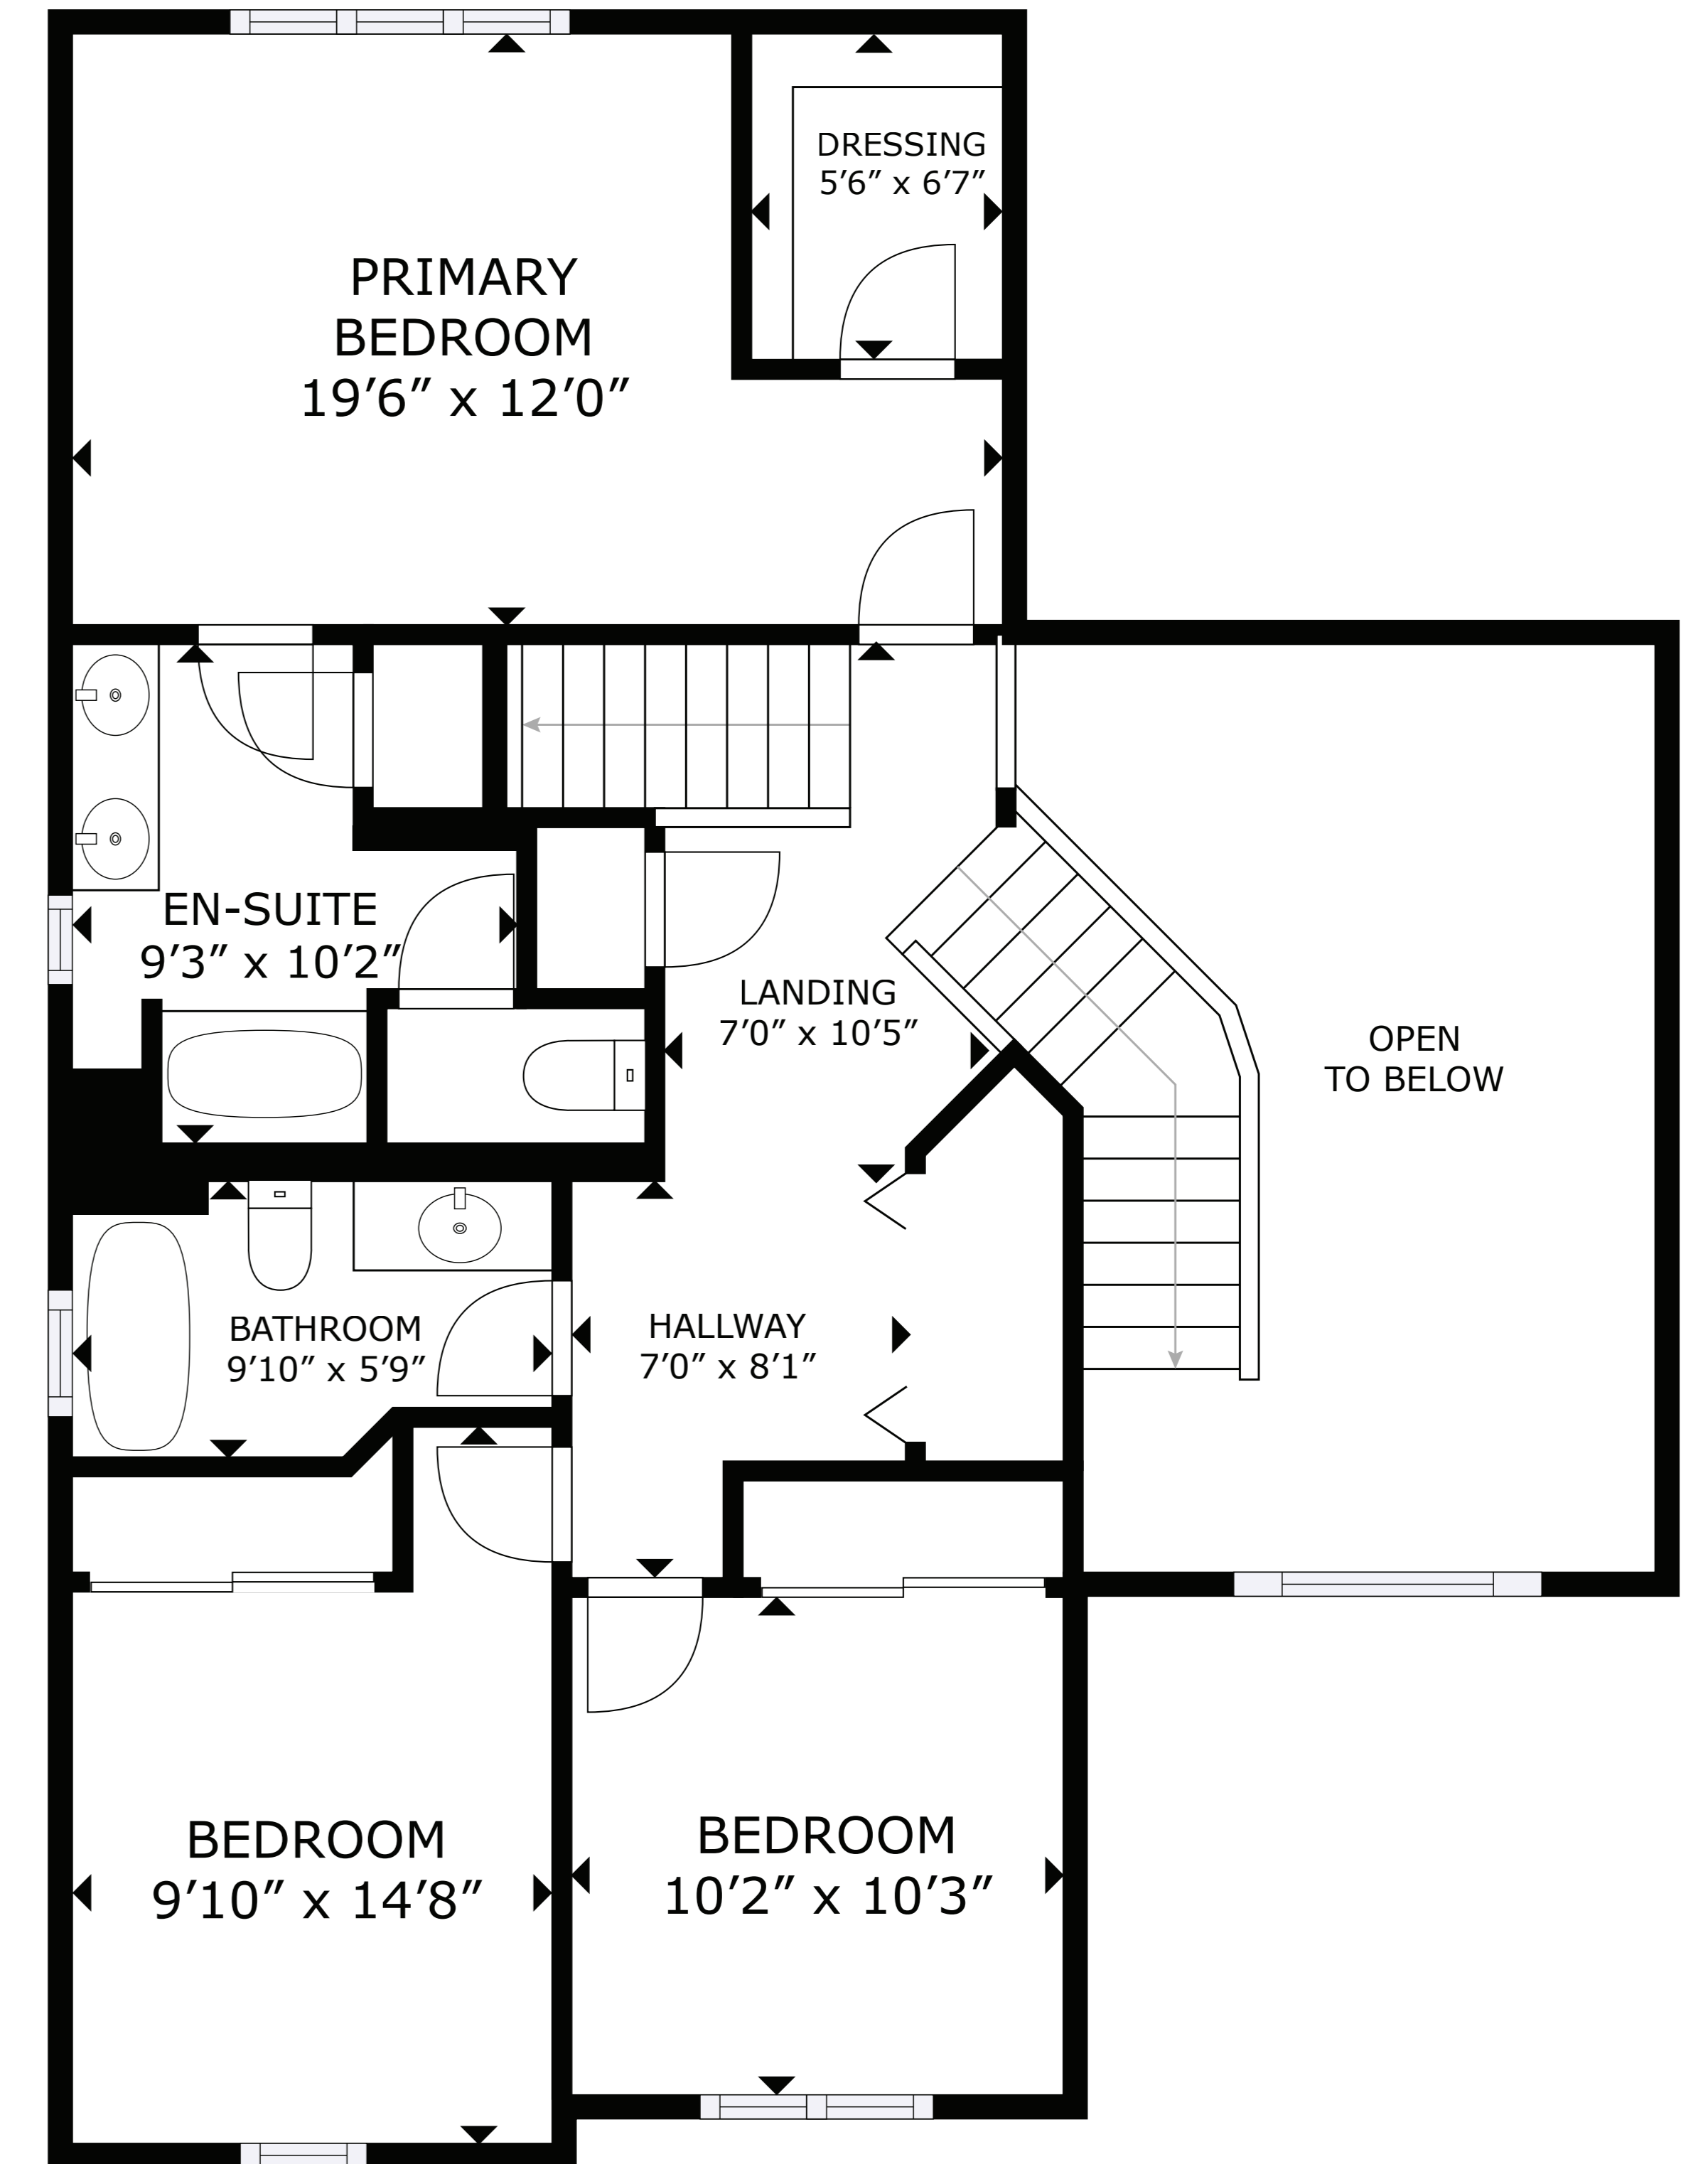 DRESSING
5'6" x 6'7"
PRIMARY
BEDROOM
19'6" x 12'0"
EN-SUITE
9'3" x 10'2"
LANDING
7'0" x 10'5"
OPEN
TO BELOW
BATHROOM
9'10" x 5'9"
HALLWAY
7'0" x 8'1"
BEDROOM
9'10" x 14'8"
BEDROOM
10'2" x 10'3"